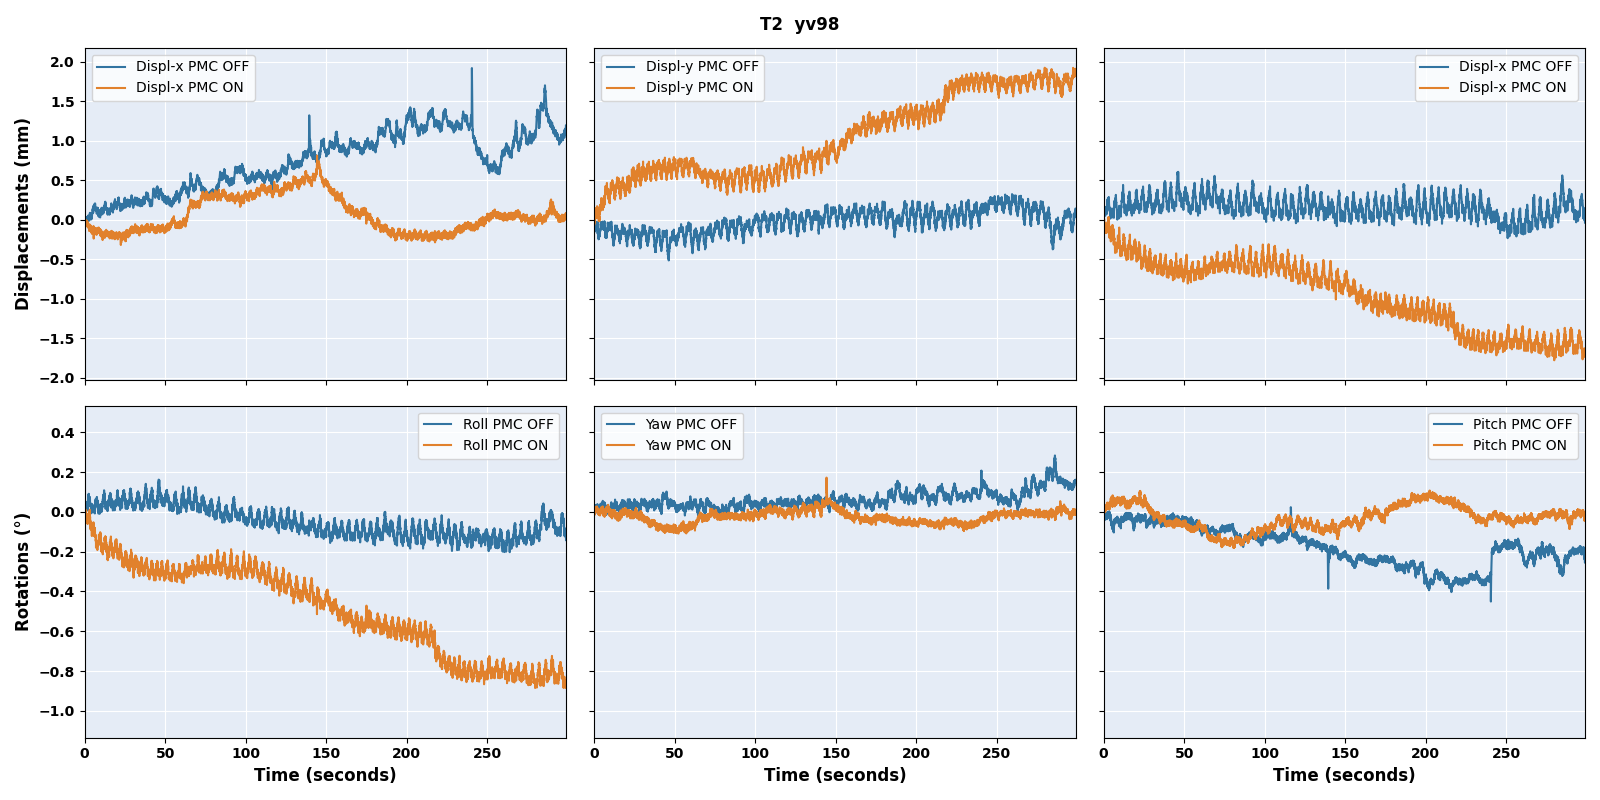 T2 yv98
Displacements (mm)
2.0
1.5
1.0
0.5
0.0
−0.5
−1.0
−1.5
−2.0
Displ-x PMC OFF
Displ-x PMC ON
Displ-y PMC OFF
Displ-y PMC ON
Displ-x PMC OFF
Displ-x PMC ON
Rotations (°)
0.4
0.2
0.0
−0.2
−0.4
−0.6
−0.8
−1.0
Roll PMC OFF
Roll PMC ON
Yaw PMC OFF
Yaw PMC ON
Pitch PMC OFF
Pitch PMC ON
0 50 100 150 200 250
0 50 100 150 200 250
0 50 100 150 200 250
Time (seconds)
Time (seconds)
Time (seconds)